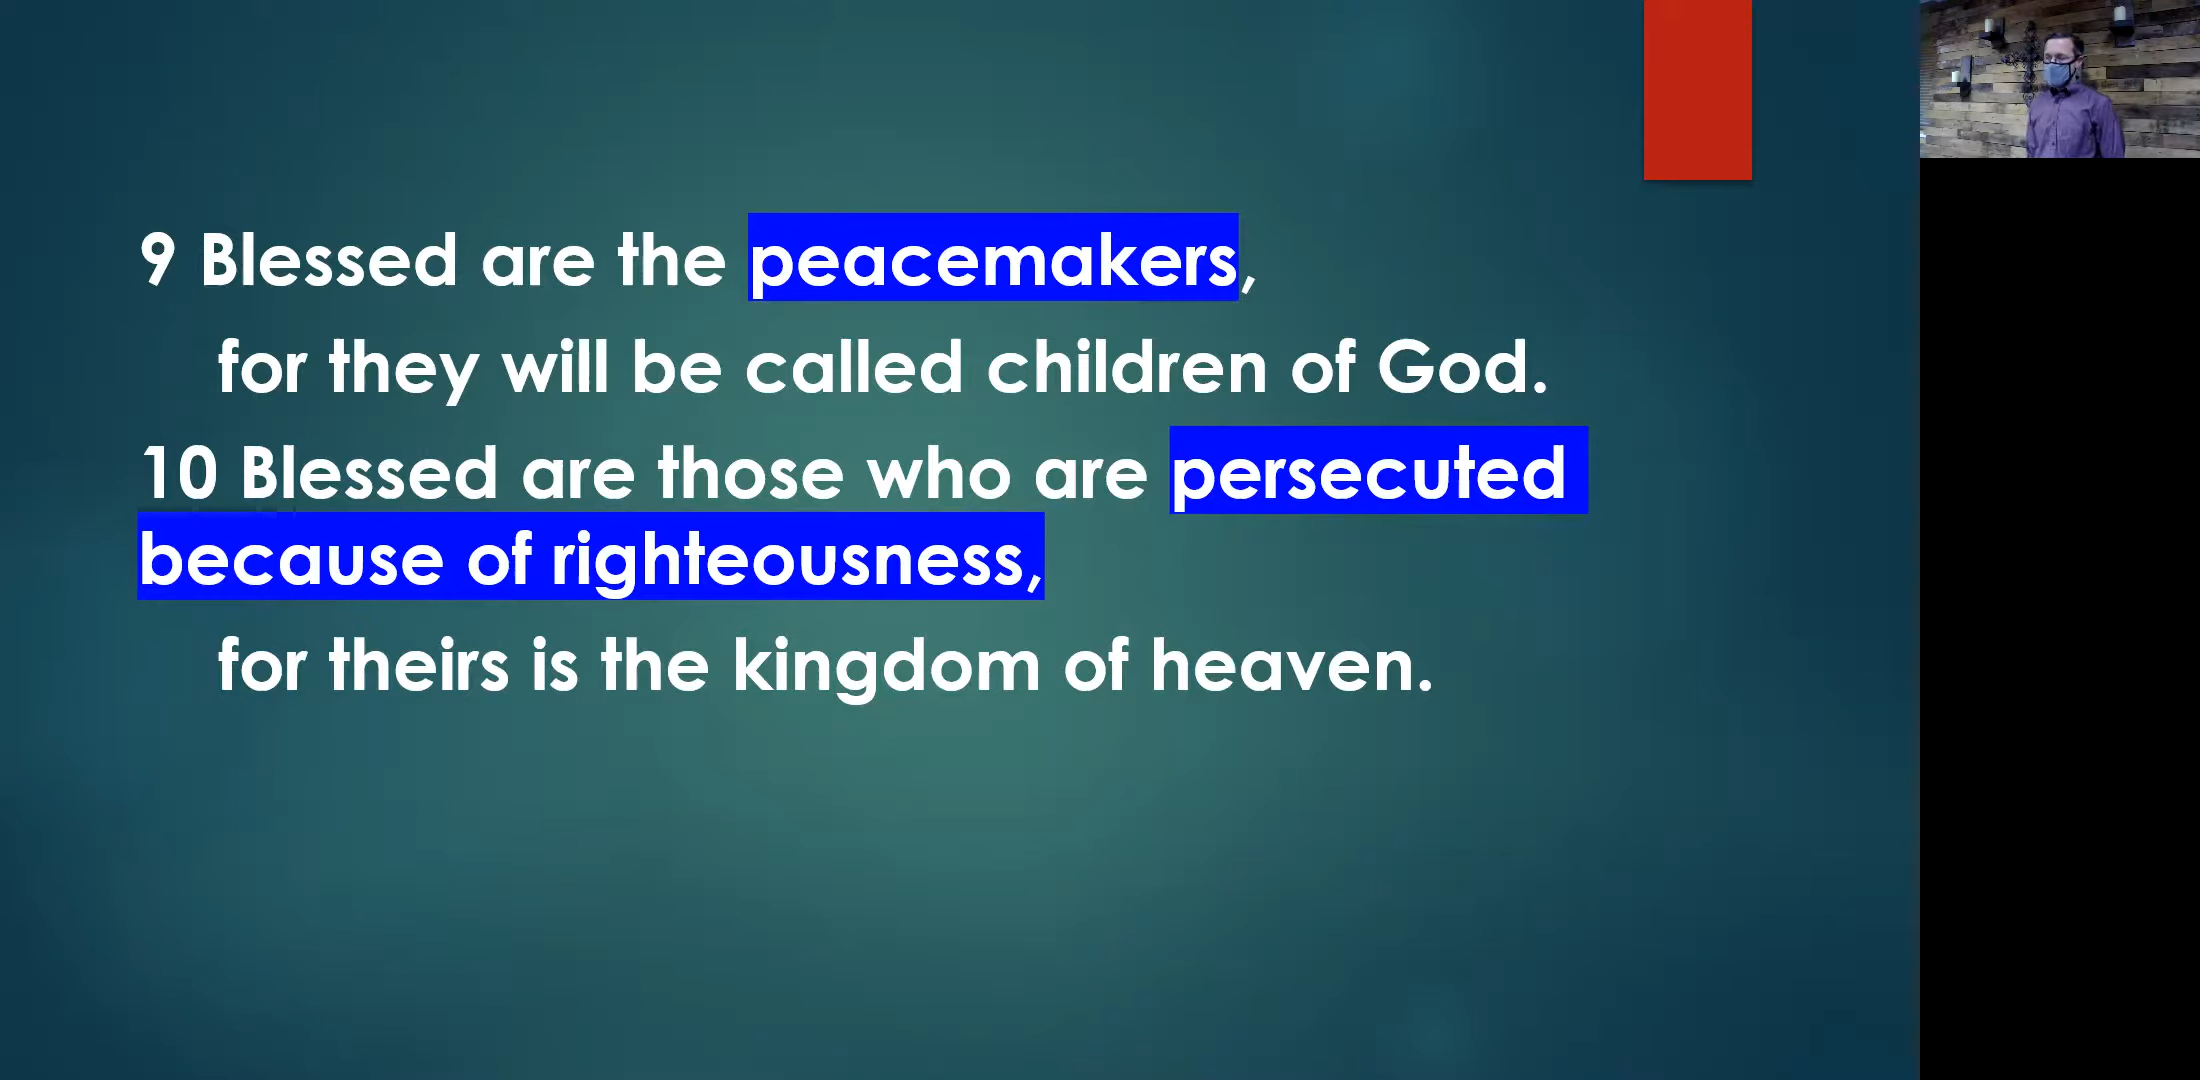 9 Blessed are the peacemakers,
for they will be called children of God.
10 Blessed are those who are persecuted
because of righteousness,
for theirs is the kingdom of heaven.